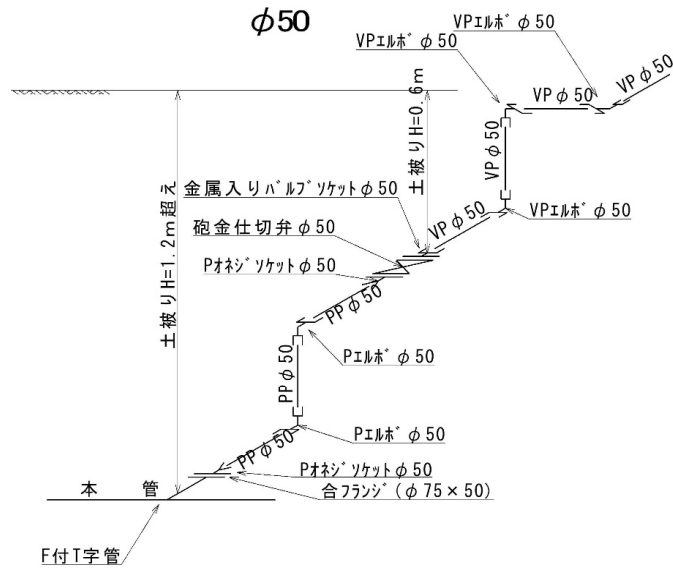 φ50
VPエルボφ50
VPエルボφ50
VPφ50
VPφ50
土被りH=0.6m
VPφ50
金属入りバルブソケットφ50
VPφ50
VPエルボφ50
砲金仕切弁φ50
Pオネジソケットφ50
土被りH=1.2m超え
PPφ50
Pエルボφ50
PPφ50
Pエルボφ50
PPφ50
Pオネジソケットφ50
合フランジ(φ75×50)
本 管
F付T字管